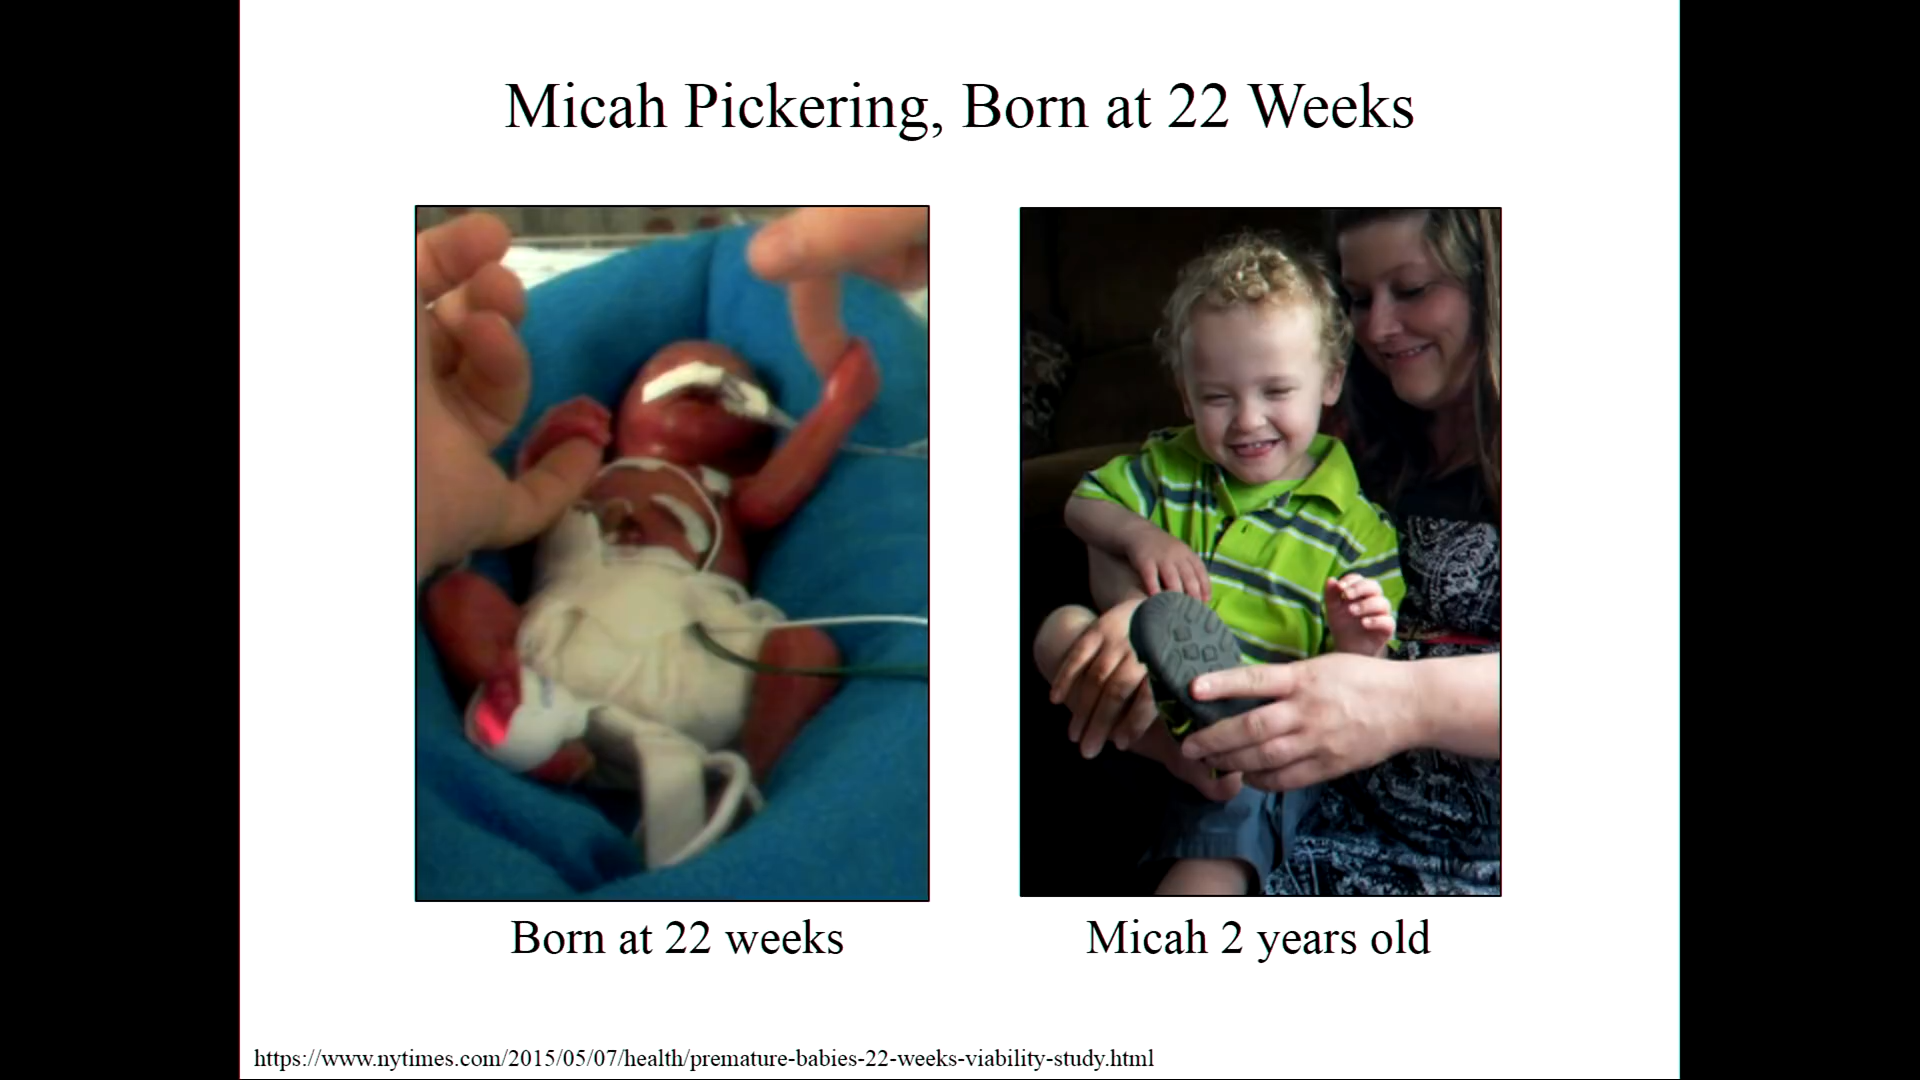 Micah Pickering, Born at 22 Weeks
Born at 22 weeks
Micah 2 years old
https://www.nytimes.com/2015/05/07/health/premature-babies-22-weeks-viability-study.html